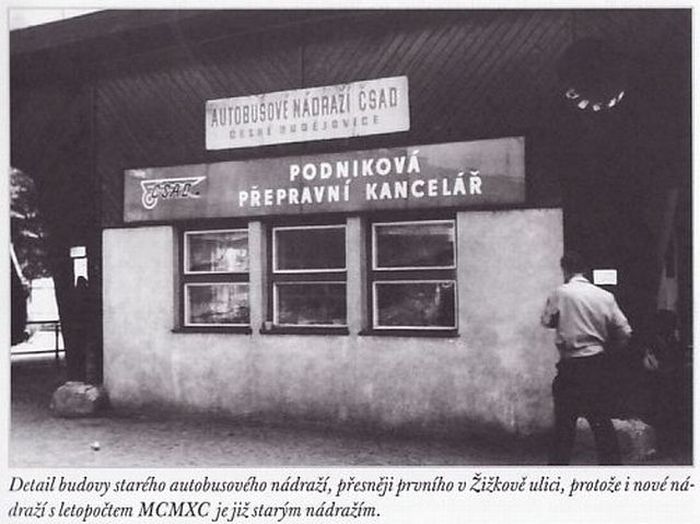 AUTOBUSOVÉ NÁDRAŽÍ ČSAD
ČESKÉ BUDĚJOVICE
PODNIKOVÁ
ČSAD
PŘEPRAVNÍ KANCELÁŘ
Detail budovy starého autobusového nádraží, přesněji prvního v Žižkově ulici, protože i nové ná-
draží s letopočtem MCMXC je již starým nádražím.